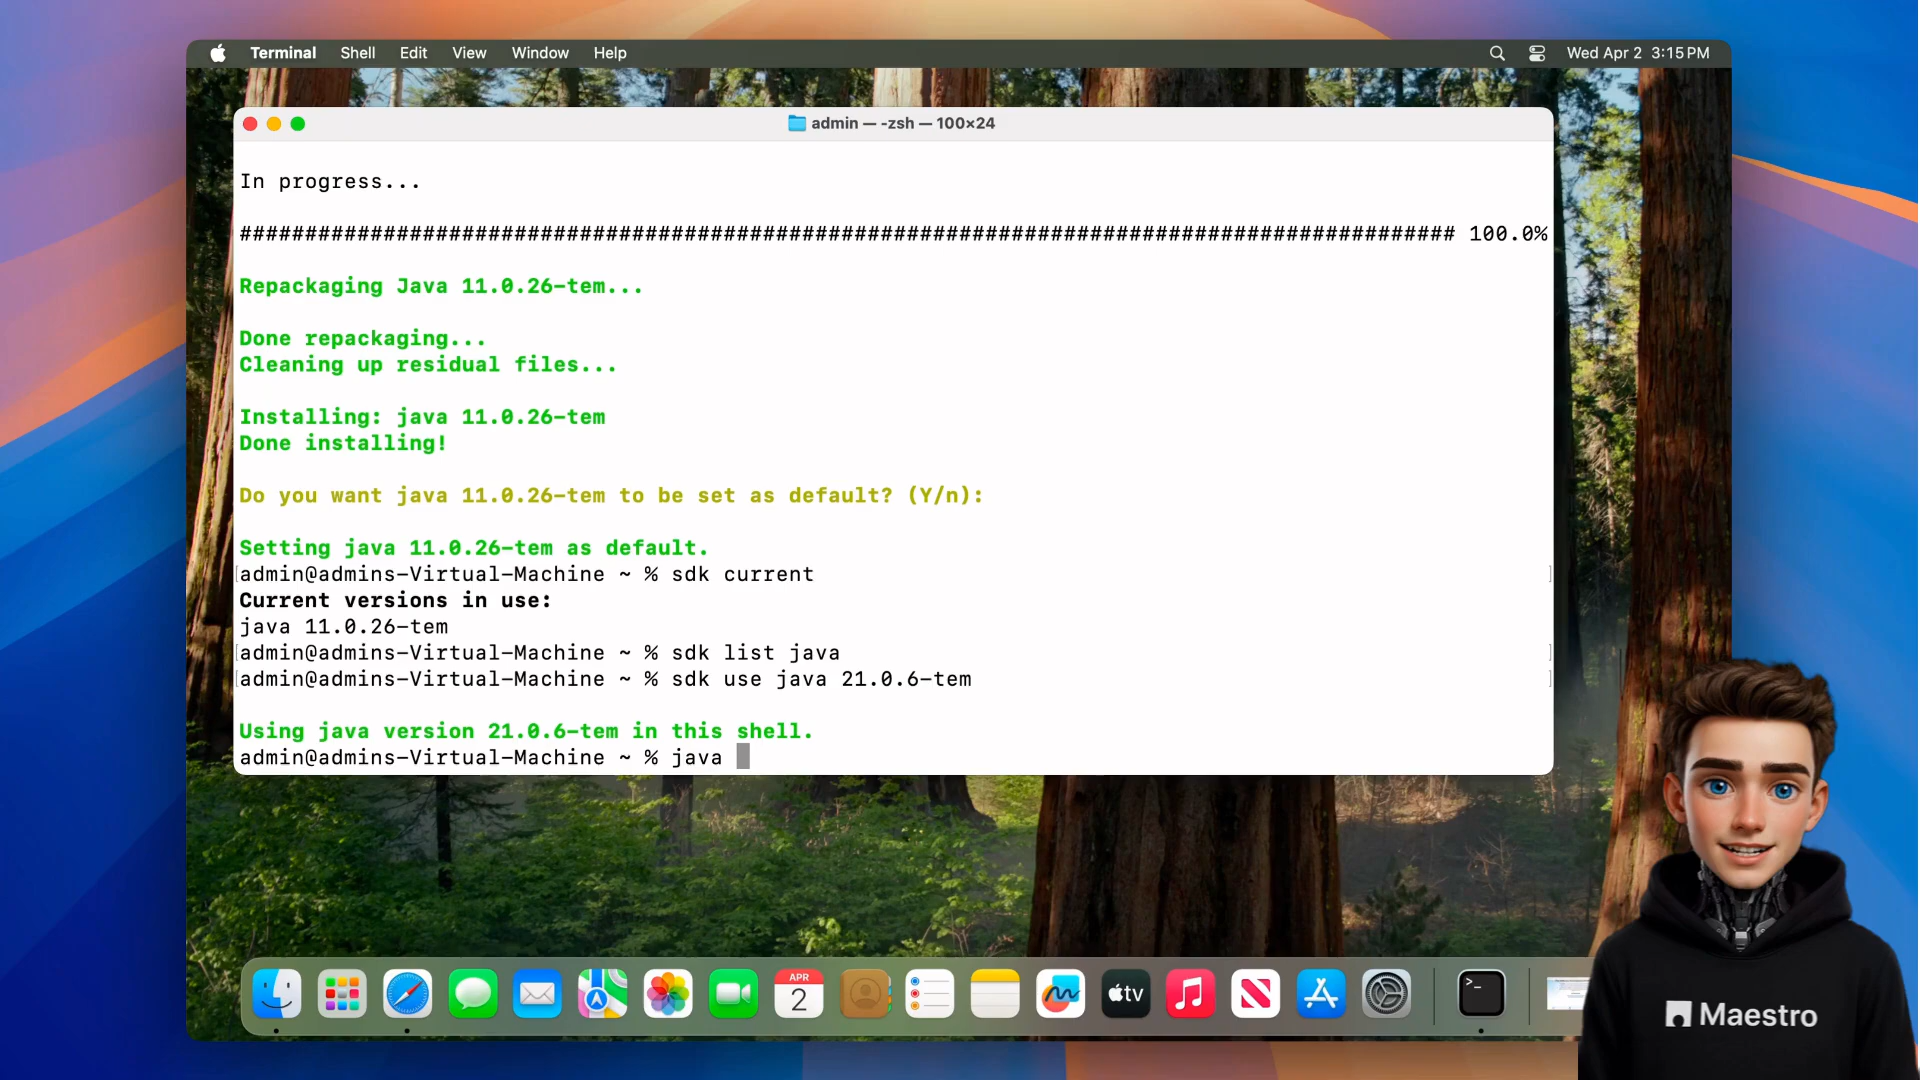 Terminal Shell Edit View Window Help Wed Apr 2 3:15 PM
admin — -zsh — 100×24
In progress...
############################################################################################# 100.0%
Repackaging Java 11.0.26-tem...
Done repackaging...
Cleaning up residual files...
Installing: java 11.0.26-tem
Done installing!
Do you want java 11.0.26-tem to be set as default? (Y/n):
Setting java 11.0.26-tem as default.
[admin@admins-Virtual-Machine ~ % sdk current ]
Current versions in use:
java 11.0.26-tem
[admin@admins-Virtual-Machine ~ % sdk list java ]
[admin@admins-Virtual-Machine ~ % sdk use java 21.0.6-tem ]
Using java version 21.0.6-tem in this shell.
admin@admins-Virtual-Machine ~ % java
APR
2
tv
>_
Maestro